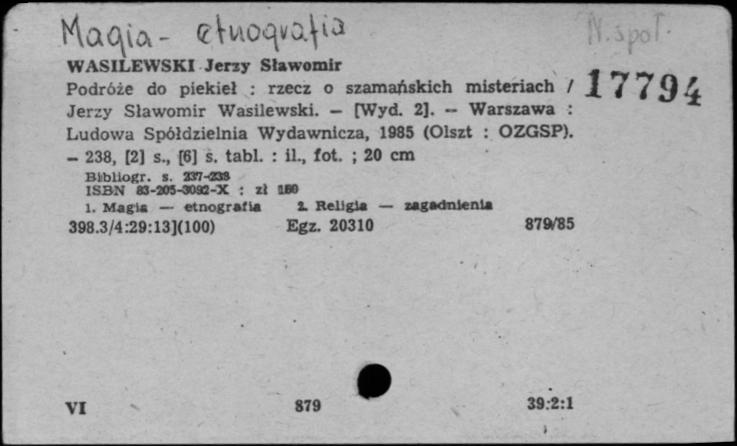 Magia - etnografia N. społ.
WASILEWSKI Jerzy Sławomir
Podróże do piekieł : rzecz o szamańskich misteriach / 17794
Jerzy Sławomir Wasilewski. — [Wyd. 2]. — Warszawa :
Ludowa Spółdzielnia Wydawnicza, 1985 (Olszt : OZGSP).
— 238, [2] s., [6] s. tabl. : il., fot. ; 20 cm
Bibliogr. s. 237-238
ISBN 83-205-3092-X : zł 180
1. Magia — etnografia 2. Religia — zagadnienia
398.3/4:29:13](100) Egz. 20310 879/85
VI 879 39:2:1